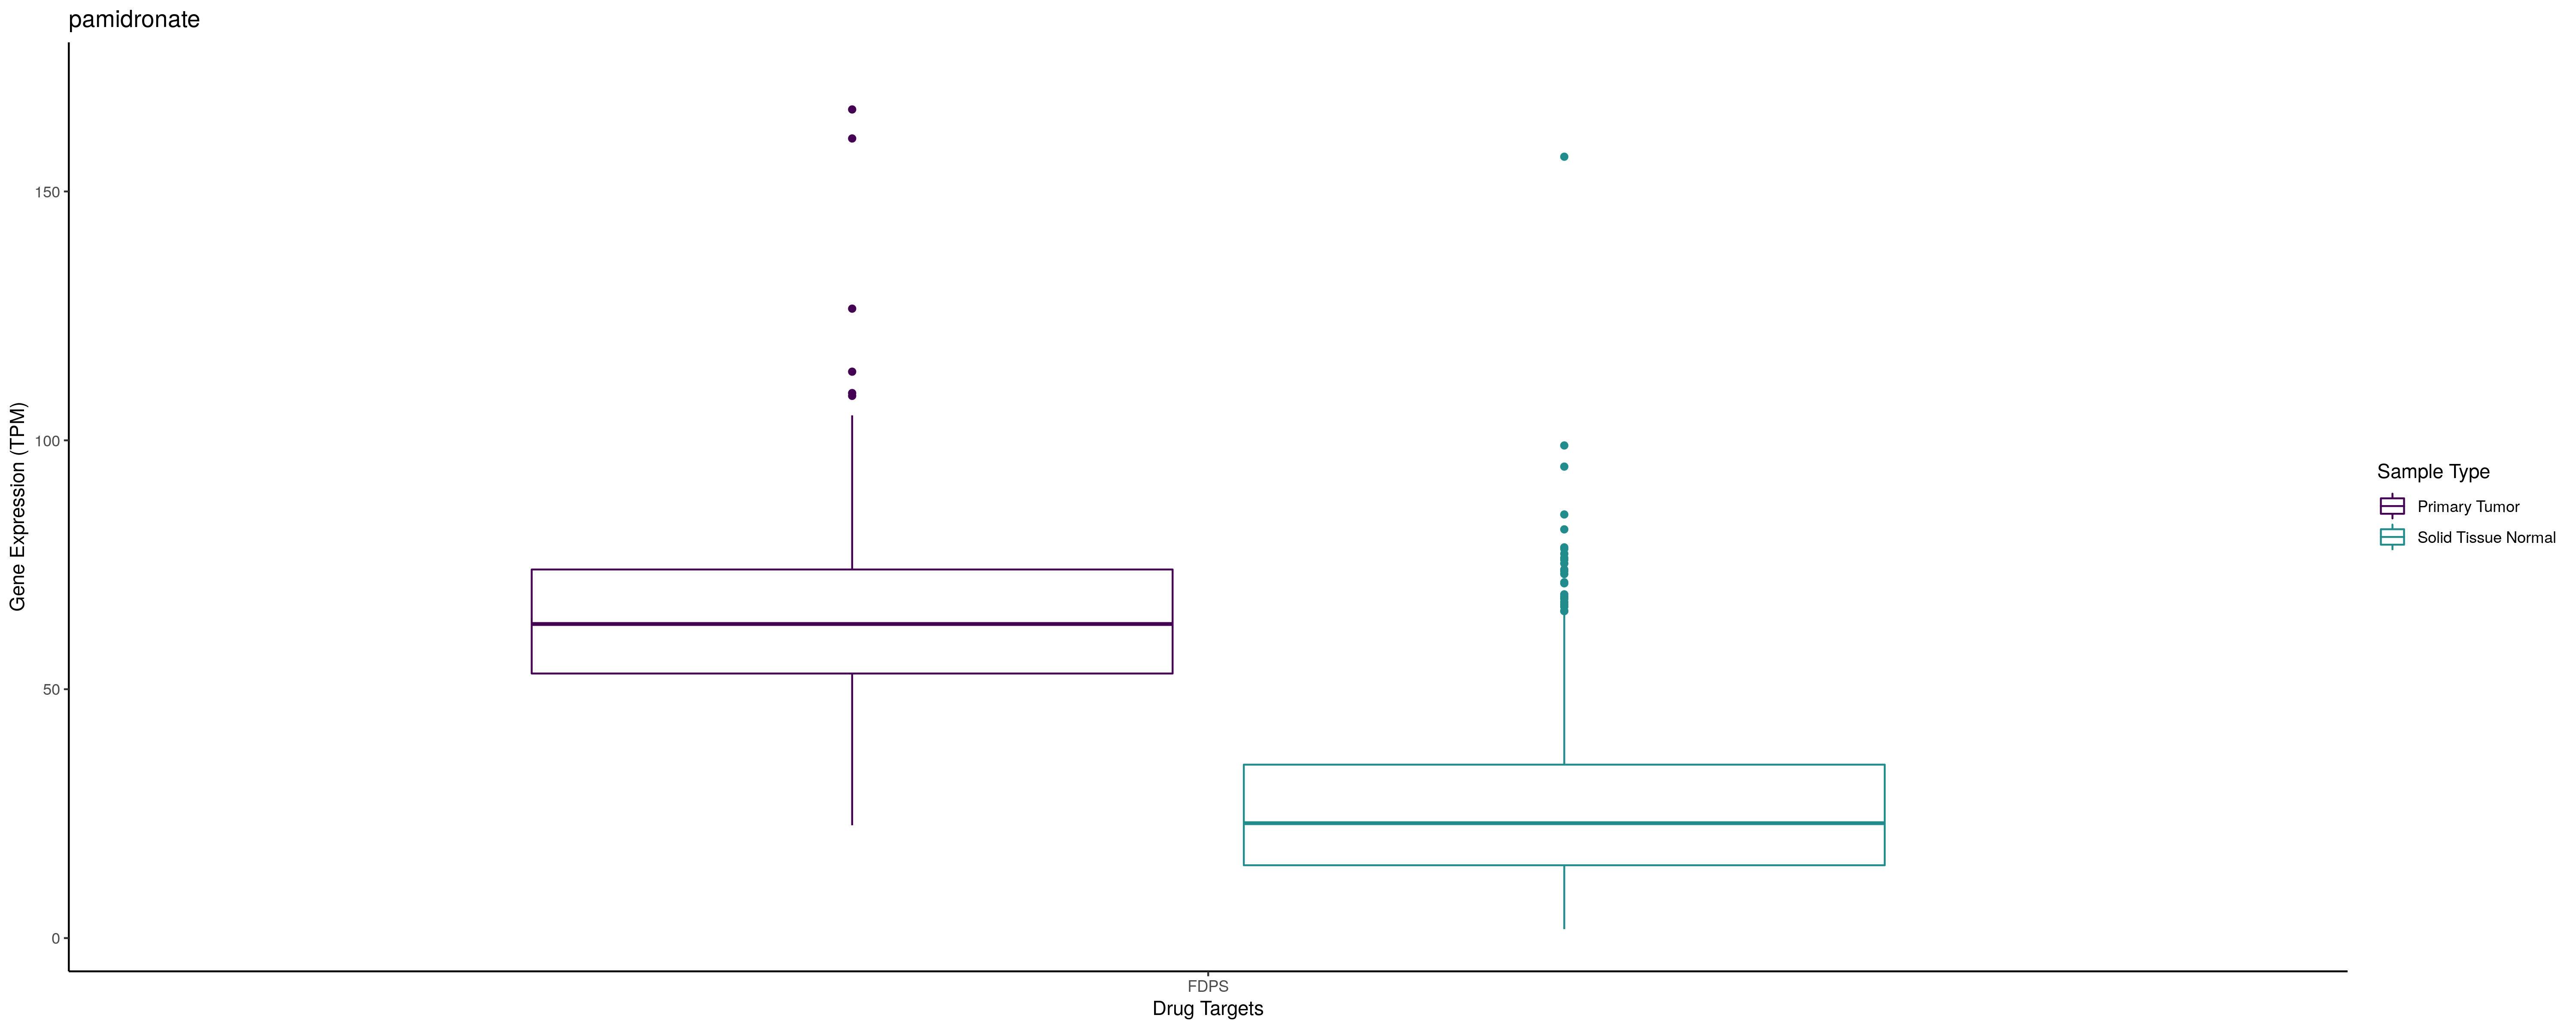 pamidronate
Gene Expression (TPM)
150
100
50
0
FDPS
Drug Targets
Sample Type
Primary Tumor
Solid Tissue Normal